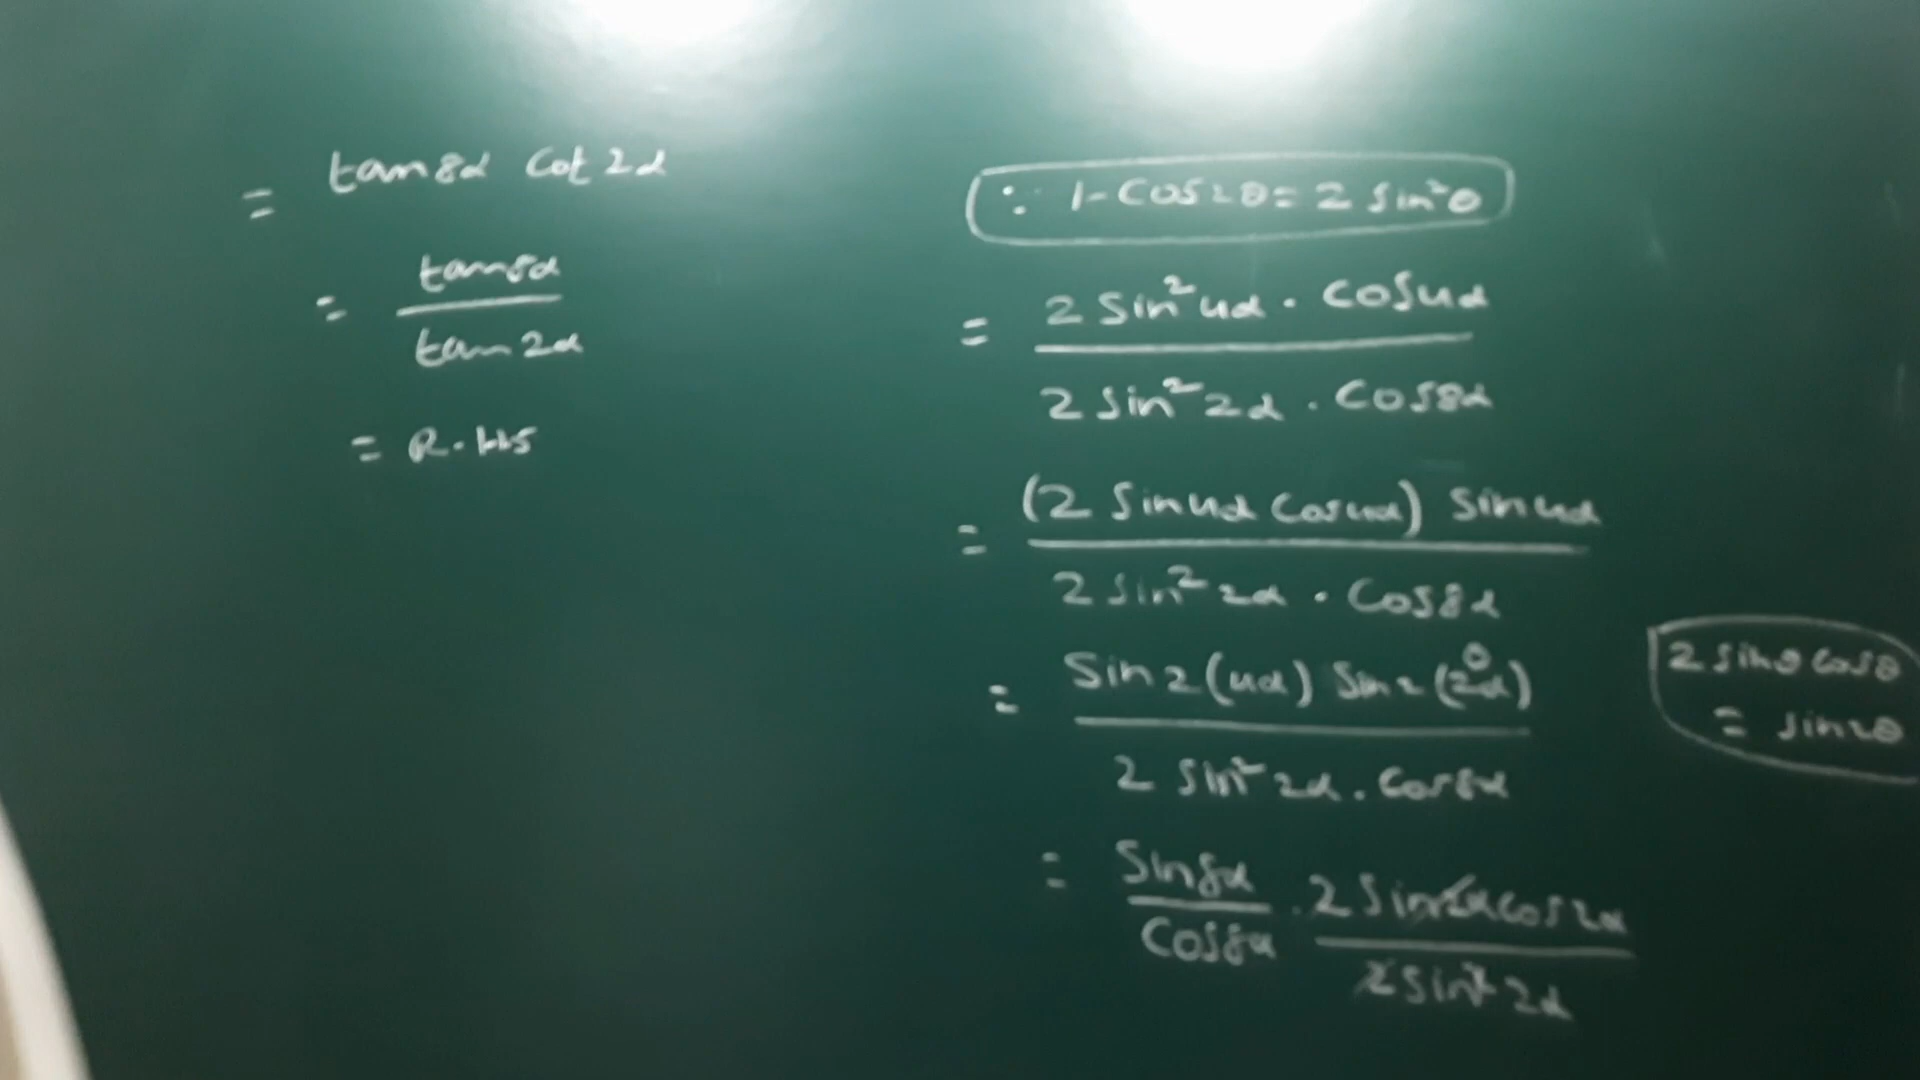 = tan8α cot2α
= tan8α / tan2α
= R.HS
∵ 1-Cos2θ = 2 sin²θ
= 2 Sin²4α . Cos4α / 2 Sin²2α . Cos8α
= (2 Sin4α Cos4α) Sin4α / 2 Sin²2α . Cos8α
= Sin2(4α) Sin2(2α) / 2 Sin²2α . Cos8α
θ
2 sinθ cosθ
= sin2θ
= Sin8α / Cos8α . 2 Sin2α cos2α / 2 Sin²2α